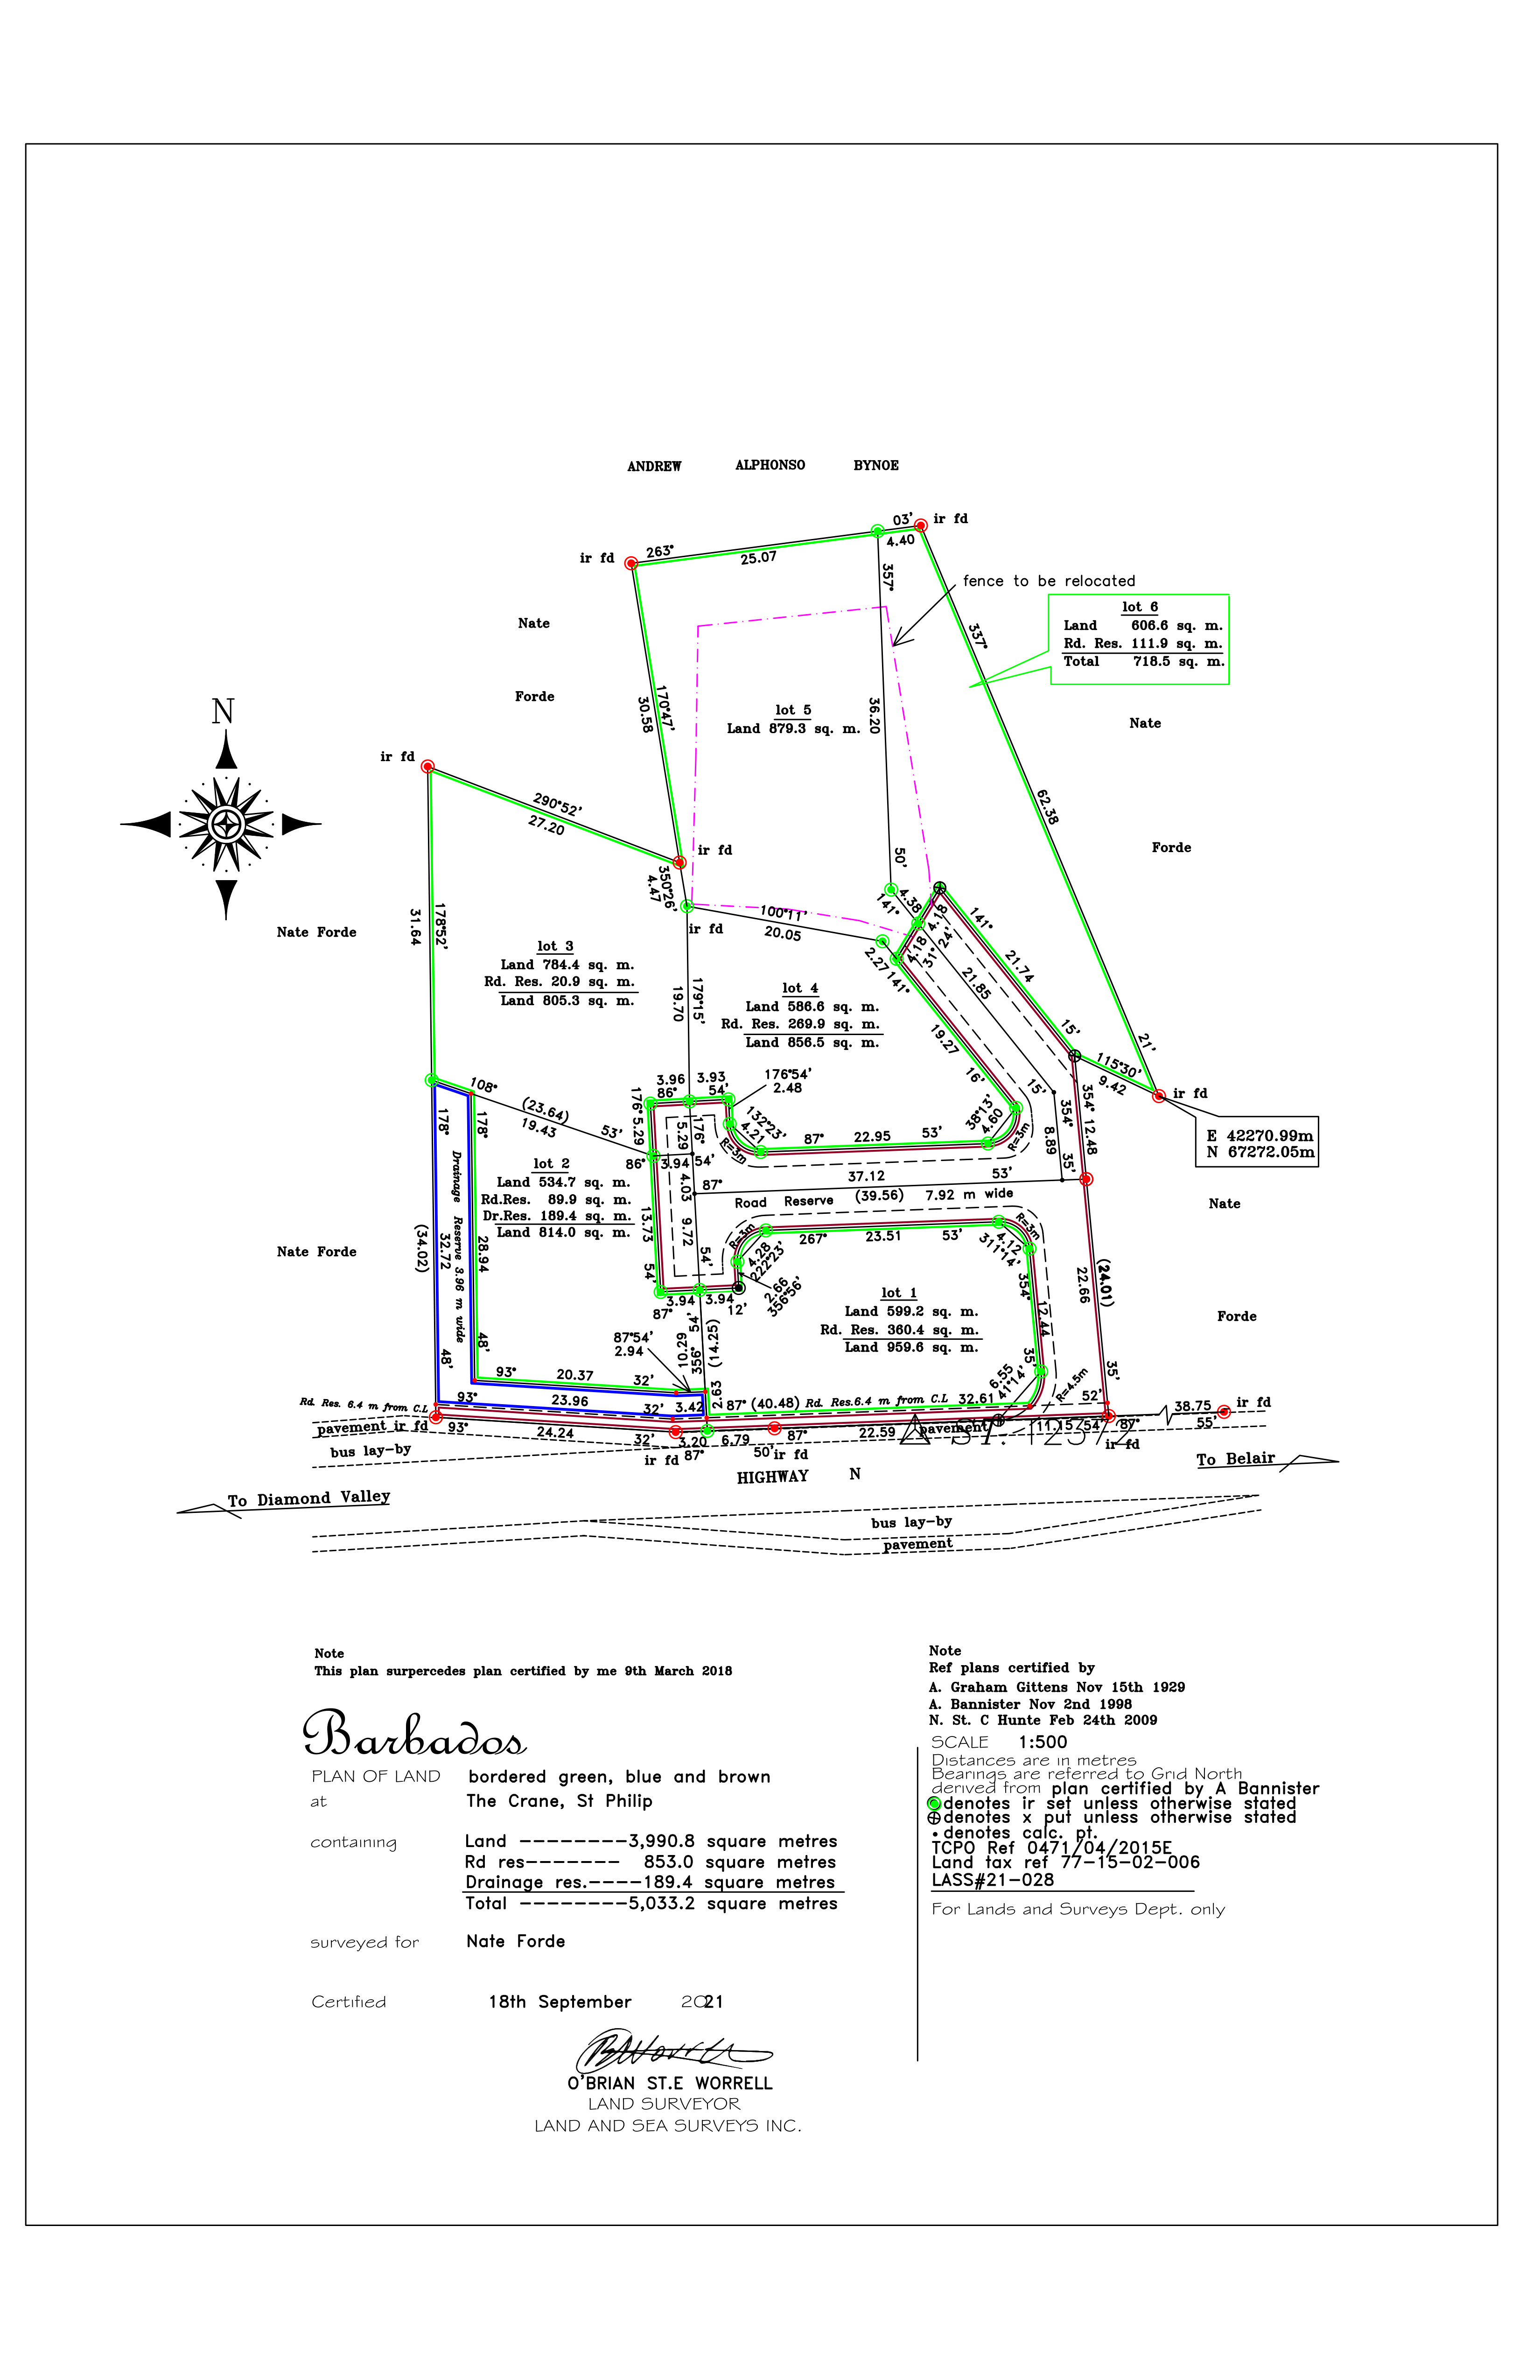 ANDREW ALPHONSO BYNOE
03'
ir fd
4.40
263°
25.07
ir fd
357°
fence to be relocated
lot 6
Land 606.6 sq. m.
Rd. Res. 111.9 sq. m.
Total 718.5 sq. m.
Nate
337°
170°47'
30.58
Forde
N
lot 5
Land 879.3 sq. m.
36.20
Nate
ir fd
290°52'
27.20
62.38
ir fd
50'
Forde
350°26'
4.47
141°
4.38
4.18
141°
100°11'
20.05
ir fd
178°52'
31.64
Nate Forde
24'
31°
4.18
2.27
141°
21.74
lot 3
Land 784.4 sq. m.
Rd. Res. 20.9 sq. m.
Land 805.3 sq. m.
179°15'
19.70
lot 4
Land 586.6 sq. m.
Rd. Res. 269.9 sq. m.
Land 856.5 sq. m.
21.85
19.27
15'
21'
115°30'
9.42
ir fd
16'
15'
108°
3.96
86°
3.93
54'
176°54'
2.48
(23.64)
19.43
53'
176°
5.29
5.29
176°
132°23'
4.21
R=3m
87°
22.95
53'
38°13'
4.60
R=3m
354°
8.89
35'
354°
12.48
E 42270.99m
N 67272.05m
86°
3.94
54'
178°
178°
lot 2
Land 534.7 sq. m.
Rd.Res. 89.9 sq. m.
Dr.Res. 189.4 sq. m.
Land 814.0 sq. m.
4.03
87°
37.12
53'
Road Reserve (39.56) 7.92 m wide
Nate
Drainage Reserve 3.96 m wide
(34.02)
32.72
28.94
13.73
9.72
54'
54'
R=3m
4.28
222°23'
267°
23.51
53'
R=3m
4.12
311°14'
Nate Forde
2.66
356°56'
3.94
3.94
87°
12'
354°
12.44
35'
(24.01)
22.66
35'
lot 1
Land 599.2 sq. m.
Rd. Res. 360.4 sq. m.
Land 959.6 sq. m.
Forde
48'
48'
87°54'
2.94
54'
10.29
356°
(14.25)
2.63
93°
20.37
32'
6.55
41°14'
R=4.5m
Rd. Res. 6.4 m from C.L
93°
23.96
32'
3.42
87°
(40.48)
Rd. Res.6.4 m from C.L
32.61
52'
38.75
ir fd
pavement
ir fd
93°
24.24
32'
3.20
87°
6.79
50'
87°
22.59
pavement
ST.-12572
11.15
54'
87°
55'
ir fd
bus lay-by
ir fd
ir fd
HIGHWAY N
To Belair
To Diamond Valley
bus lay-by
pavement
Note
This plan surpercedes plan certified by me 9th March 2018
Barbados
PLAN OF LAND bordered green, blue and brown
at The Crane, St Philip
containing Land --------3,990.8 square metres
Rd res------- 853.0 square metres
Drainage res.----189.4 square metres
Total --------5,033.2 square metres
surveyed for Nate Forde
Certified 18th September 2021
O'BRIAN ST.E WORRELL
LAND SURVEYOR
LAND AND SEA SURVEYS INC.
Note
Ref plans certified by
A. Graham Gittens Nov 15th 1929
A. Bannister Nov 2nd 1998
N. St. C Hunte Feb 24th 2009
SCALE 1:500
Distances are in metres
Bearings are referred to Grid North
derived from plan certified by A Bannister
denotes ir set unless otherwise stated
denotes x put unless otherwise stated
denotes calc. pt.
TCPO Ref 0471/04/2015E
Land tax ref 77-15-02-006
LASS#21-028
For Lands and Surveys Dept. only